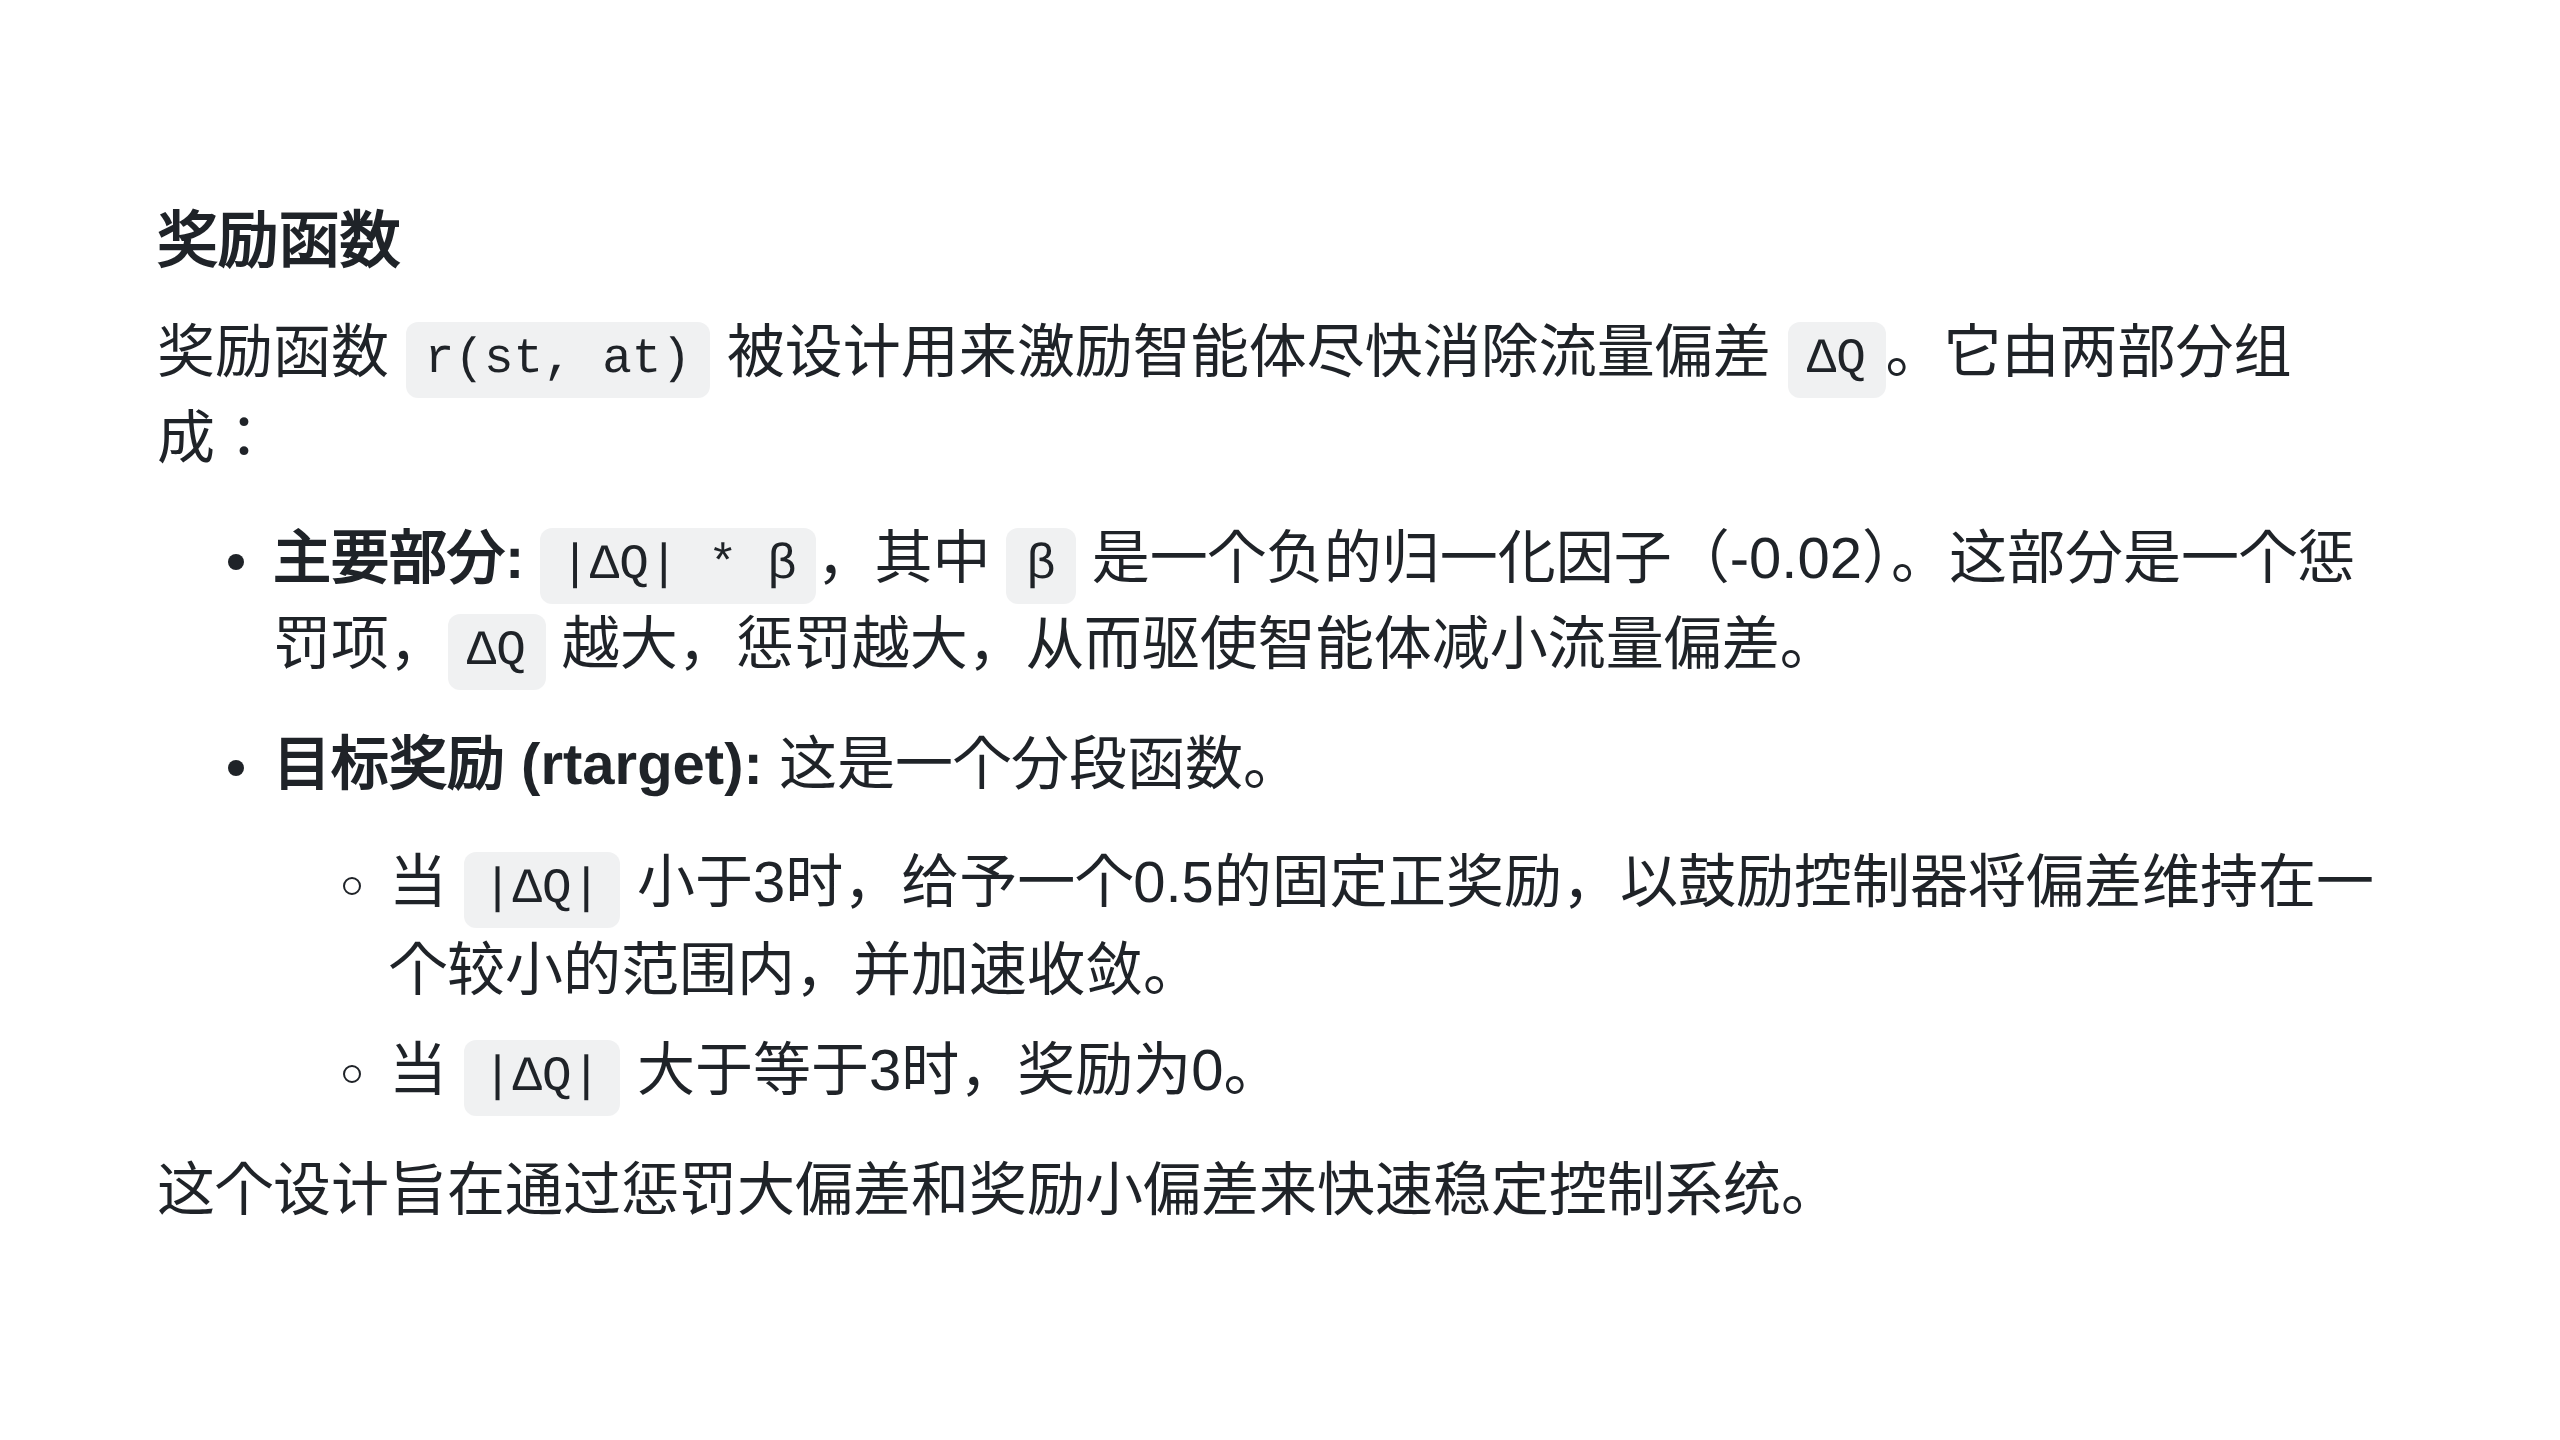 奖励函数
奖励函数 r(st, at) 被设计用来激励智能体尽快消除流量偏差 ΔQ。它由两部分组
成：
• 主要部分: |ΔQ| * β，其中 β 是一个负的归一化因子（-0.02）。这部分是一个惩
罚项，ΔQ 越大，惩罚越大，从而驱使智能体减小流量偏差。
• 目标奖励 (rtarget): 这是一个分段函数。
◦ 当 |ΔQ| 小于3时，给予一个0.5的固定正奖励，以鼓励控制器将偏差维持在一
个较小的范围内，并加速收敛。
◦ 当 |ΔQ| 大于等于3时，奖励为0。
这个设计旨在通过惩罚大偏差和奖励小偏差来快速稳定控制系统。